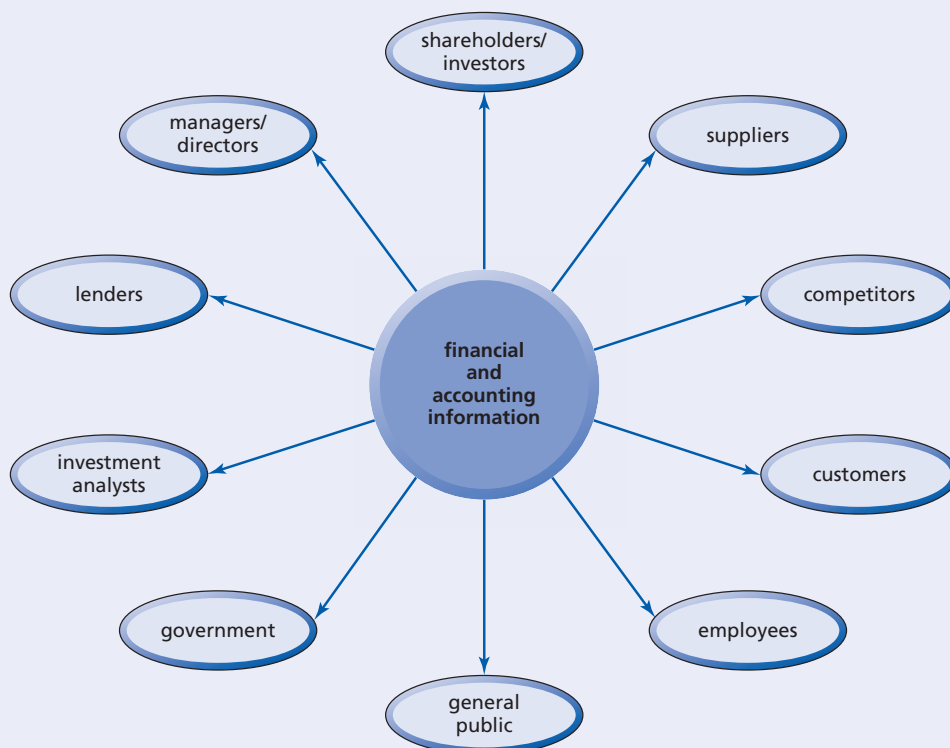 shareholders/
investors
managers/
directors
suppliers
lenders
competitors
financial
and
accounting
information
investment
analysts
customers
government
employees
general
public